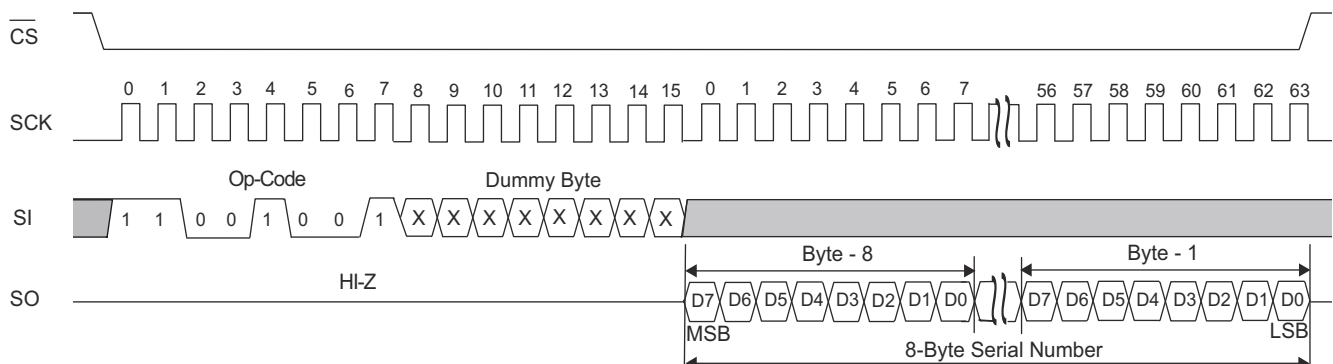 CS
0 1 2 3 4 5 6 7 8 9 10 11 12 13 14 15 0 1 2 3 4 5 6 7 56 57 58 59 60 61 62 63
SCK
Op-Code Dummy Byte
SI 1 1 0 0 1 0 0 1 X X X X X X X X
Byte - 8 Byte - 1
HI-Z
SO D7 D6 D5 D4 D3 D2 D1 D0 D7 D6 D5 D4 D3 D2 D1 D0
MSB LSB
8-Byte Serial Number